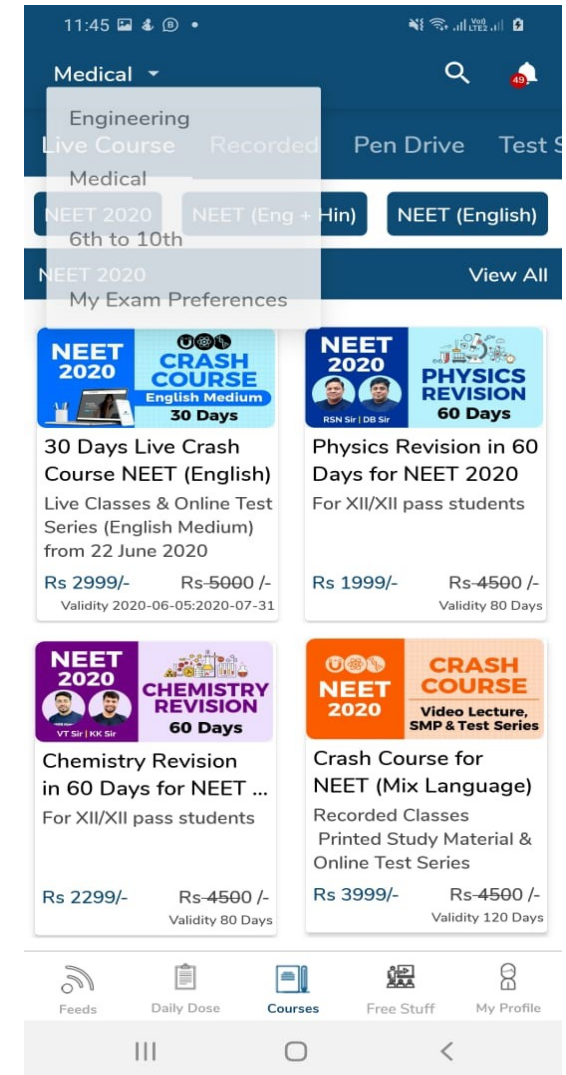 11:45
VoI)
LTE2
Medical
49
Engineering
Live Course Recorded Pen Drive Test S
Medical
NEET 2020 NEET (Eng + Hin) NEET (English)
6th to 10th
NEET 2020 View All
My Exam Preferences
NEET
2020
CRASH
COURSE
English Medium
30 Days
30 Days Live Crash
Course NEET (English)
Live Classes & Online Test
Series (English Medium)
from 22 June 2020
Rs 2999/- Rs 5000 /-
Validity 2020-06-05:2020-07-31
NEET
2020
RSN Sir | DB Sir
PHYSICS
REVISION
60 Days
Physics Revision in 60
Days for NEET 2020
For XII/XII pass students
Rs 1999/- Rs 4500 /-
Validity 80 Days
NEET
2020
VT Sir | KK Sir
CHEMISTRY
REVISION
60 Days
Chemistry Revision
in 60 Days for NEET ...
For XII/XII pass students
Rs 2299/- Rs 4500 /-
Validity 80 Days
NEET
2020
CRASH
COURSE
Video Lecture,
SMP & Test Series
Crash Course for
NEET (Mix Language)
Recorded Classes
Printed Study Material &
Online Test Series
Rs 3999/- Rs 4500 /-
Validity 120 Days
Feeds Daily Dose Courses Free Stuff My Profile